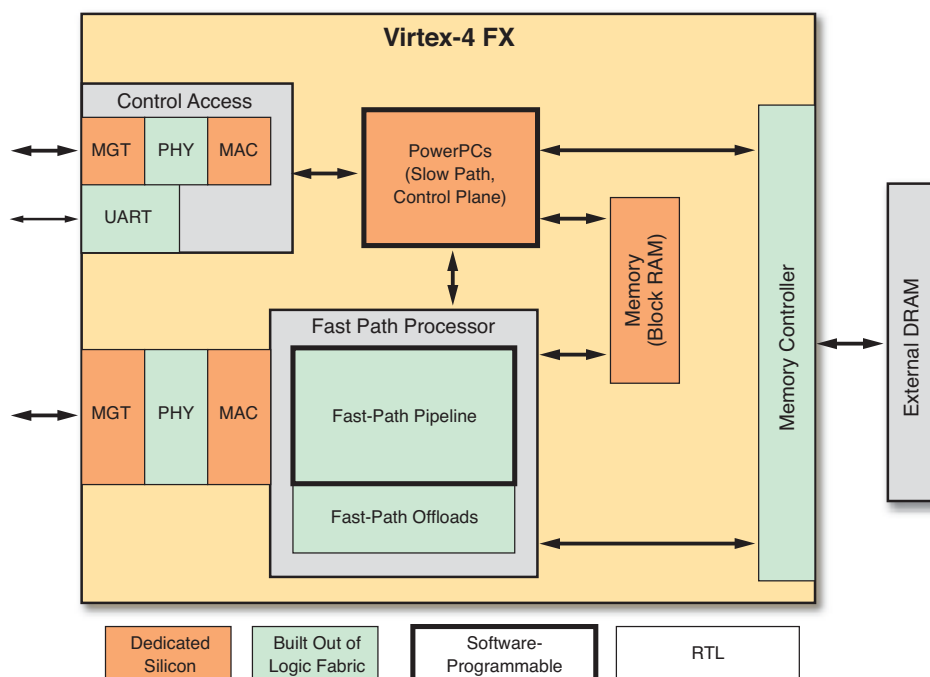 Virtex-4 FX
Control Access
MGT
PHY
MAC
UART
PowerPCs
(Slow Path,
Control Plane)
Memory
(Block RAM)
Memory Controller
External DRAM
Fast Path Processor
MGT
PHY
MAC
Fast-Path Pipeline
Fast-Path Offloads
Dedicated
Silicon
Built Out of
Logic Fabric
Software-
Programmable
RTL